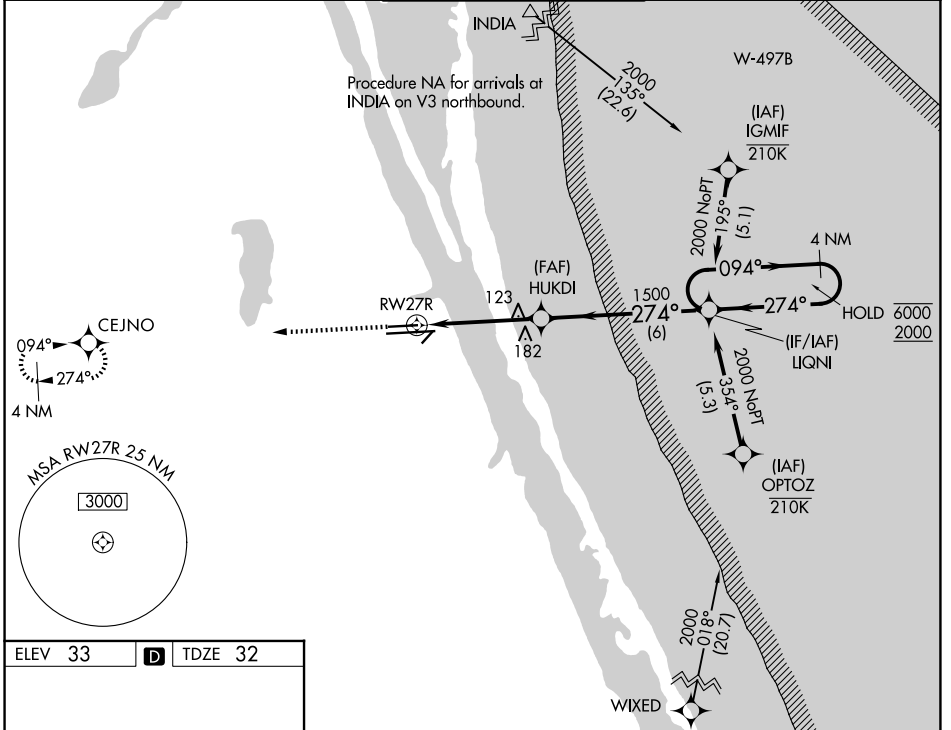 INDIA
Procedure NA for arrivals at
INDIA on V3 northbound.
2000
135°
(22.6)
W-497B
(IAF)
IGMIF
210K
2000 NoPT
195°
(5.1)
4 NM
094°
274°
HOLD
6000
2000
(IF/IAF)
LIQNI
(FAF)
HUKDI
1500
274°
(6)
123
182
RW27R
CEJNO
094°
274°
4 NM
2000 NoPT
354°
(5.3)
(IAF)
OPTOZ
210K
MSA RW27R 25 NM
3000
2000
018°
(20.7)
WIXED
ELEV 33 D TDZE 32